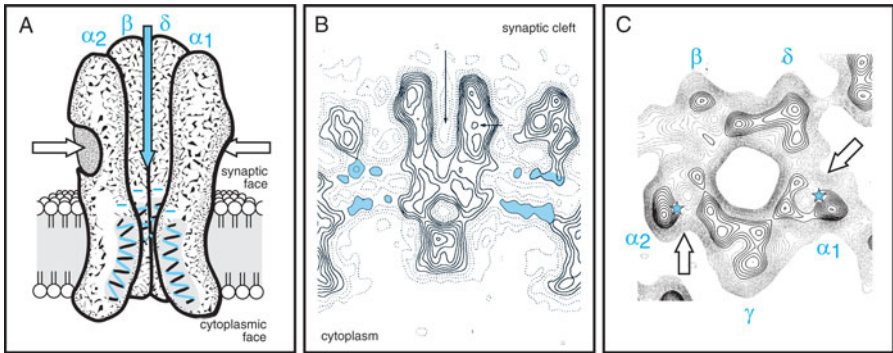 A
β δ
α2 α1
synaptic
face
cytoplasmic
face
B
synaptic cleft
cytoplasm
C
β δ
α2 α1
γ